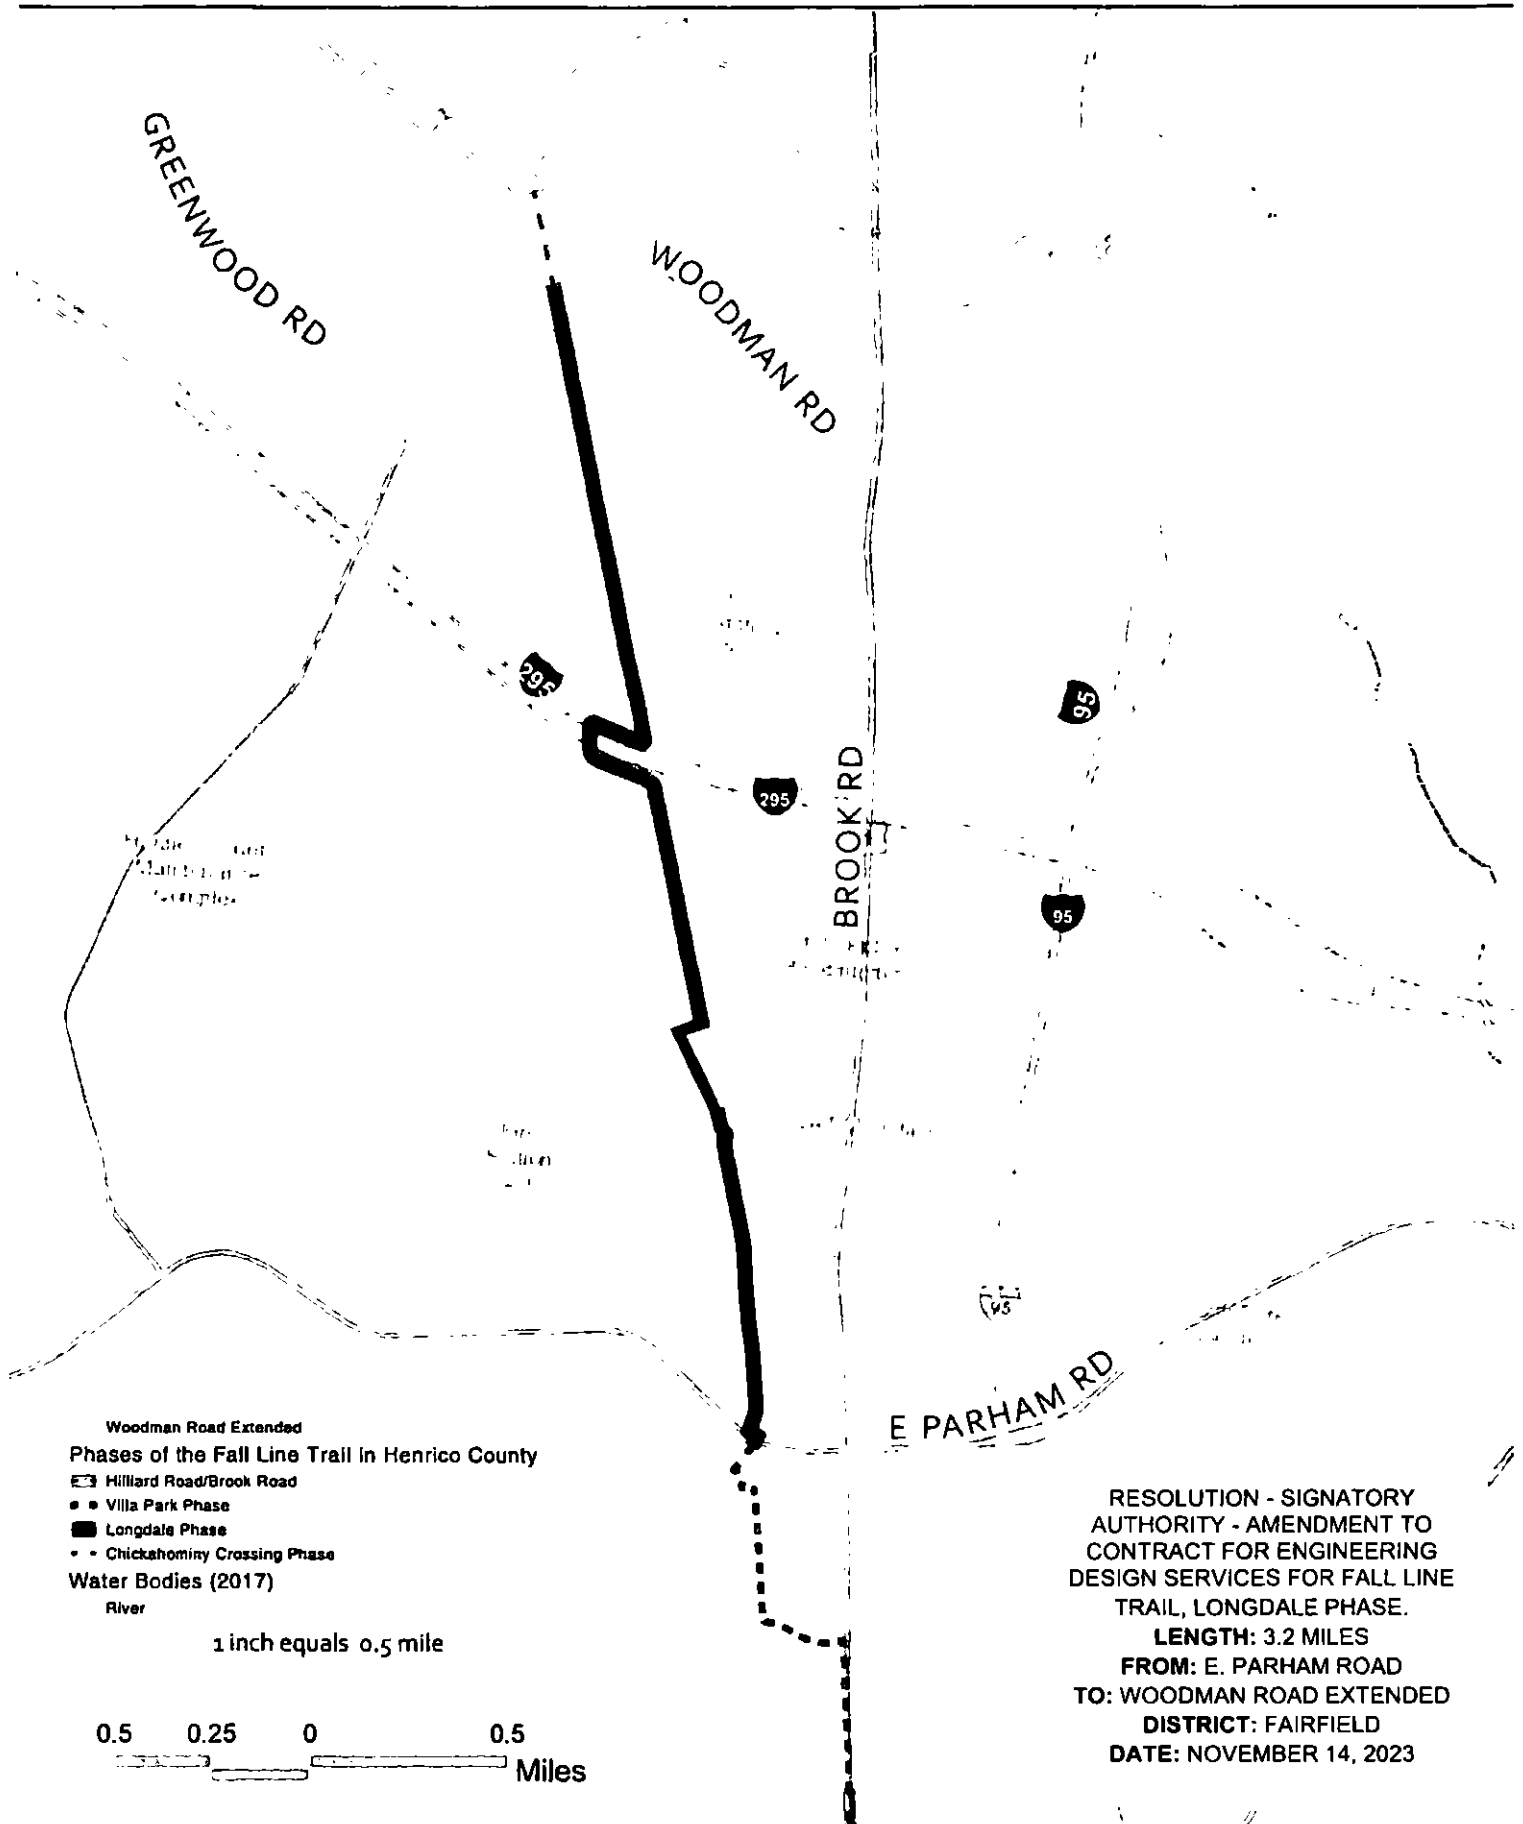 GREENWOOD RD
WOODMAN RD
295
95
295
BROOK RD
95
95
E PARHAM RD
Woodman Road Extended
Phases of the Fall Line Trail in Henrico County
Hilliard Road/Brook Road
Villa Park Phase
Longdale Phase
Chickahominy Crossing Phase
Water Bodies (2017)
River
1 inch equals 0.5 mile
0.5 0.25 0 0.5
Miles
RESOLUTION - SIGNATORY
AUTHORITY - AMENDMENT TO
CONTRACT FOR ENGINEERING
DESIGN SERVICES FOR FALL LINE
TRAIL, LONGDALE PHASE.
LENGTH: 3.2 MILES
FROM: E. PARHAM ROAD
TO: WOODMAN ROAD EXTENDED
DISTRICT: FAIRFIELD
DATE: NOVEMBER 14, 2023